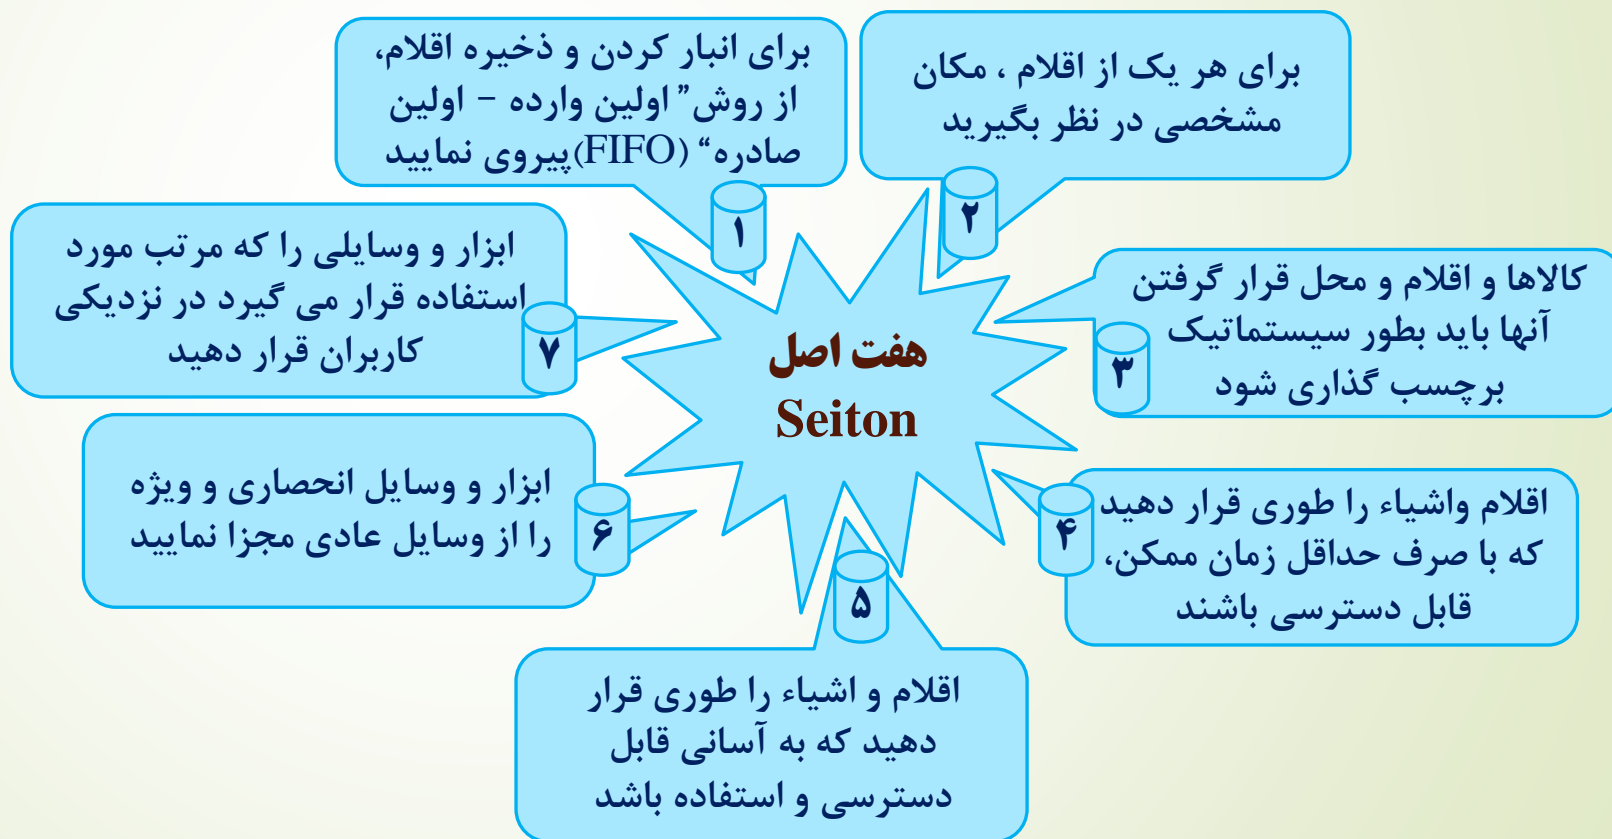 هفت اصل
Seiton
۱
برای انبار کردن و ذخیره اقلام،
از روش” اولین وارده – اولین
صادره“ (FIFO)پیروی نمایید
۲
برای هر یک از اقلام ، مکان
مشخصی در نظر بگیرید
۳
کالاها و اقلام و محل قرار گرفتن
آنها باید بطور سیستماتیک
برچسب گذاری شود
۴
اقلام واشیاء را طوری قرار دهید
که با صرف حداقل زمان ممکن،
قابل دسترسی باشند
۵
اقلام و اشیاء را طوری قرار
دهید که به آسانی قابل
دسترسی و استفاده باشد
۶
ابزار و وسایل انحصاری و ویژه
را از وسایل عادی مجزا نمایید
۷
ابزار و وسایلی را که مرتب مورد
استفاده قرار می گیرد در نزدیکی
کاربران قرار دهید